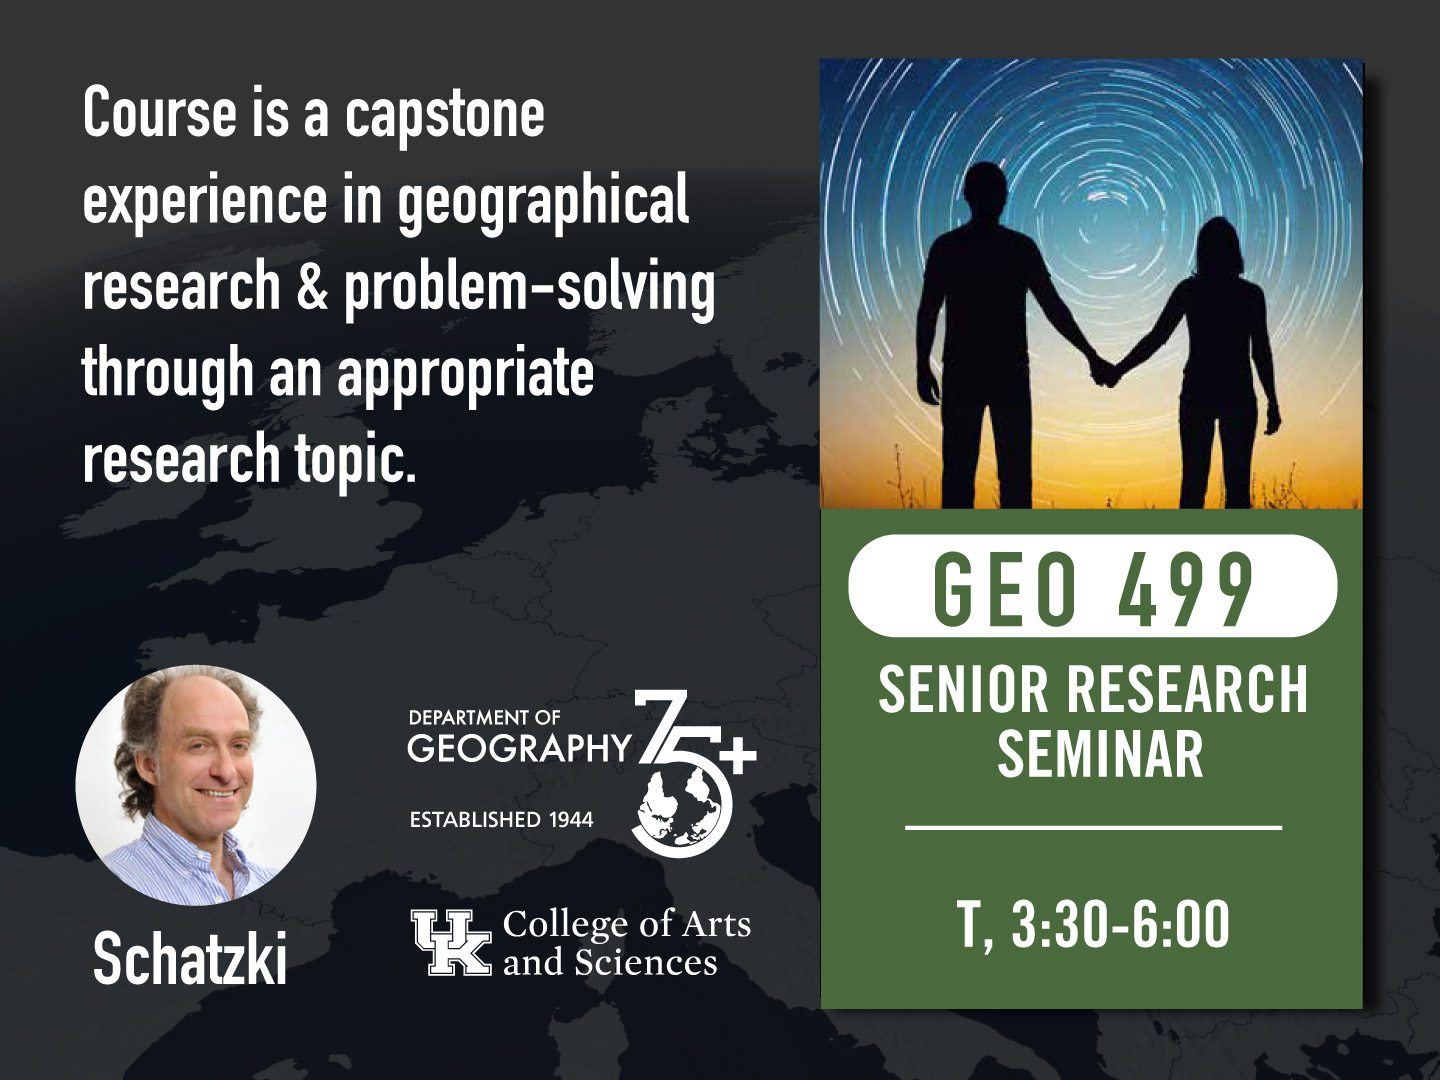 Course is a capstone
experience in geographical
research & problem-solving
through an appropriate
research topic.
Schatzki
DEPARTMENT OF
GEOGRAPHY
75+
ESTABLISHED 1944
UK
College of Arts
and Sciences
GEO 499
SENIOR RESEARCH
SEMINAR
T, 3:30-6:00